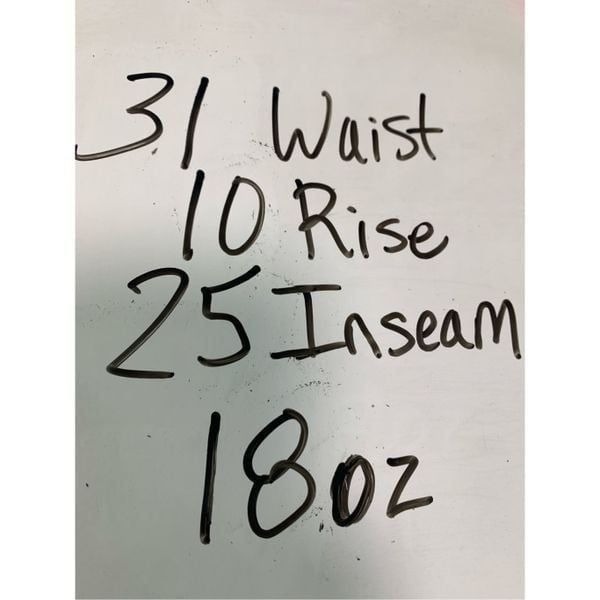 31 Waist
10 Rise
25 Inseam
18oz